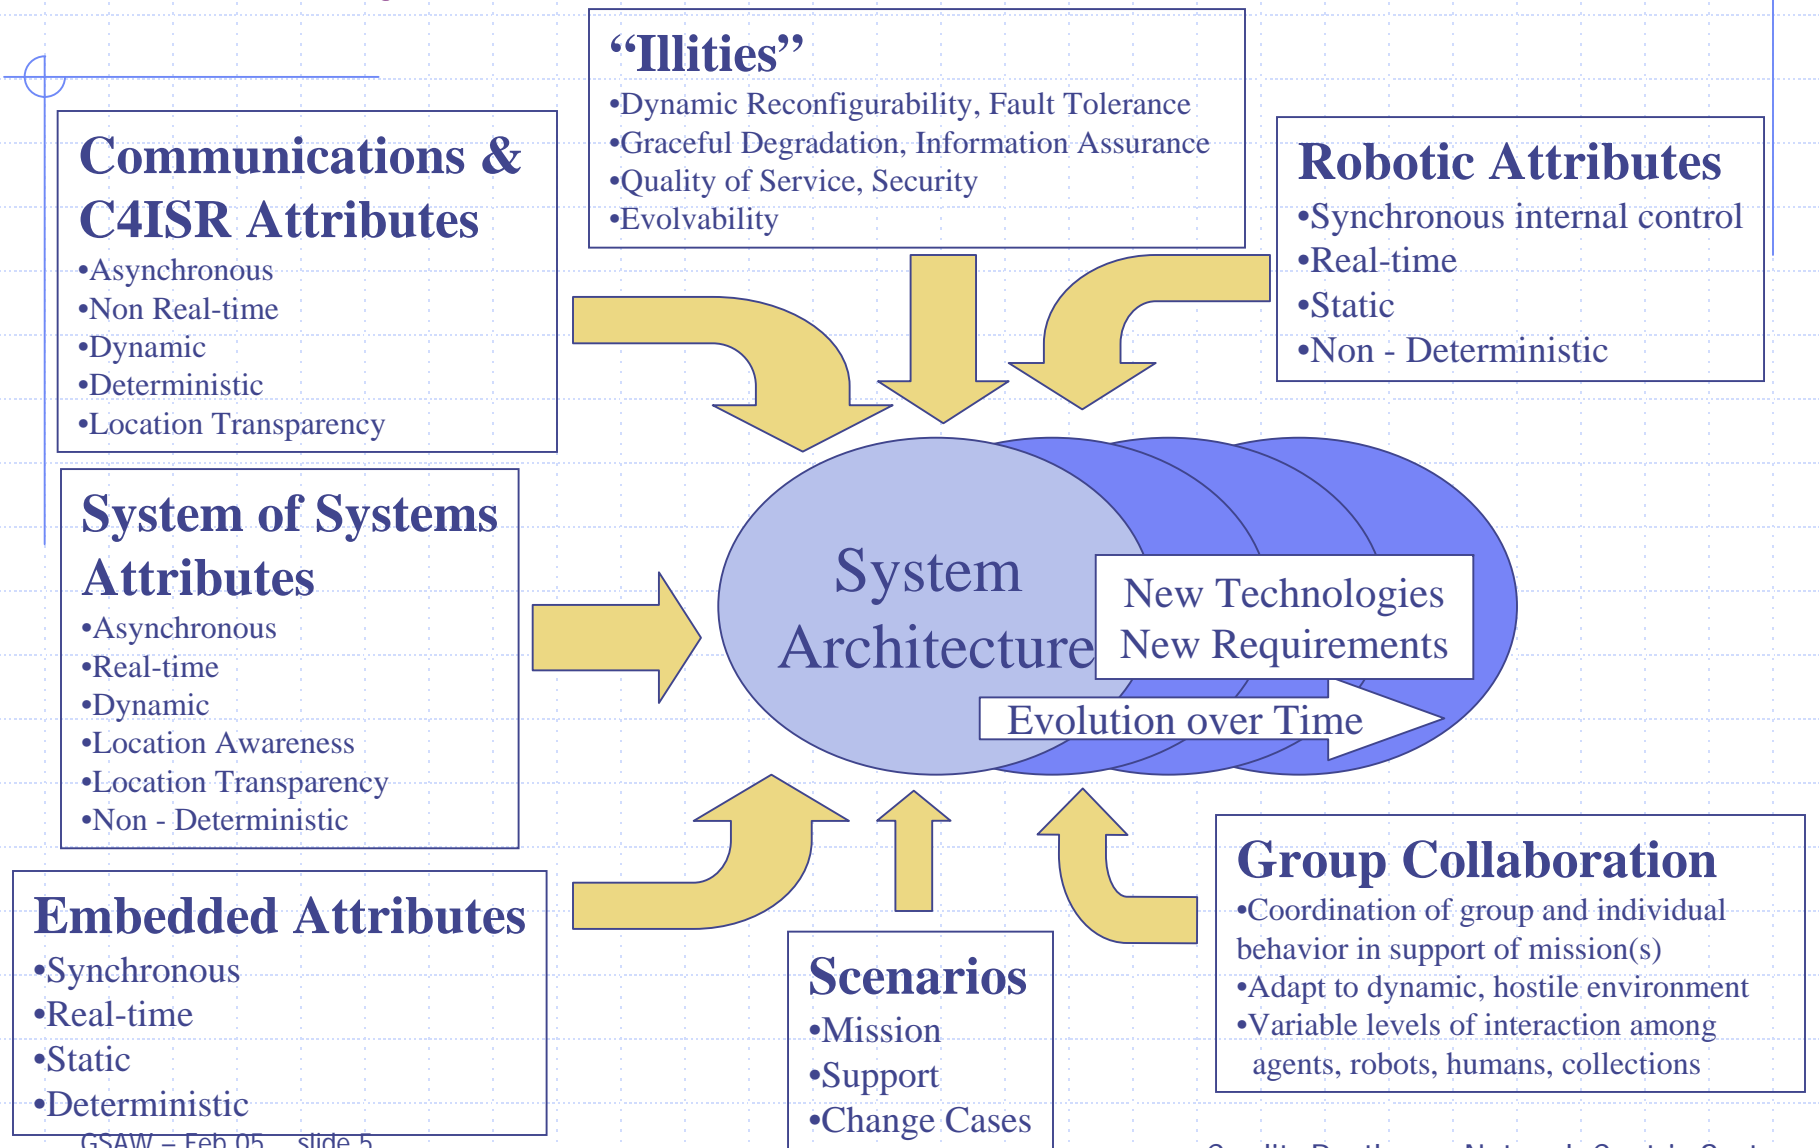 “Illities”
•Dynamic Reconfigurability, Fault Tolerance
•Graceful Degradation, Information Assurance
•Quality of Service, Security
•Evolvability
Communications &
C4ISR Attributes
•Asynchronous
•Non Real-time
•Dynamic
•Deterministic
•Location Transparency
Robotic Attributes
•Synchronous internal control
•Real-time
•Static
•Non - Deterministic
System of Systems
Attributes
•Asynchronous
•Real-time
•Dynamic
•Location Awareness
•Location Transparency
•Non - Deterministic
System
Architecture
New Technologies
New Requirements
Evolution over Time
Embedded Attributes
•Synchronous
•Real-time
•Static
•Deterministic
Scenarios
•Mission
•Support
•Change Cases
Group Collaboration
•Coordination of group and individual
behavior in support of mission(s)
•Adapt to dynamic, hostile environment
•Variable levels of interaction among
agents, robots, humans, collections
GSAW – Feb 05 slide 5